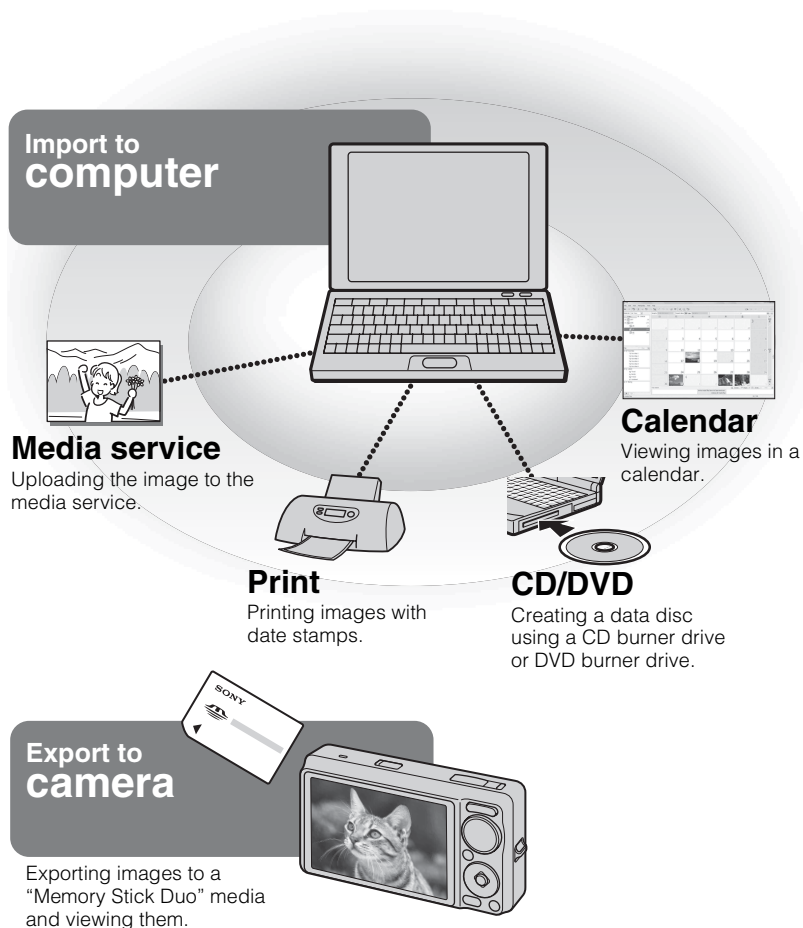 Import to
computer
Media service
Uploading the image to the
media service.
Calendar
Viewing images in a
calendar.
Print
Printing images with
date stamps.
CD/DVD
Creating a data disc
using a CD burner drive
or DVD burner drive.
SONY
Export to
camera
Exporting images to a
“Memory Stick Duo” media
and viewing them.